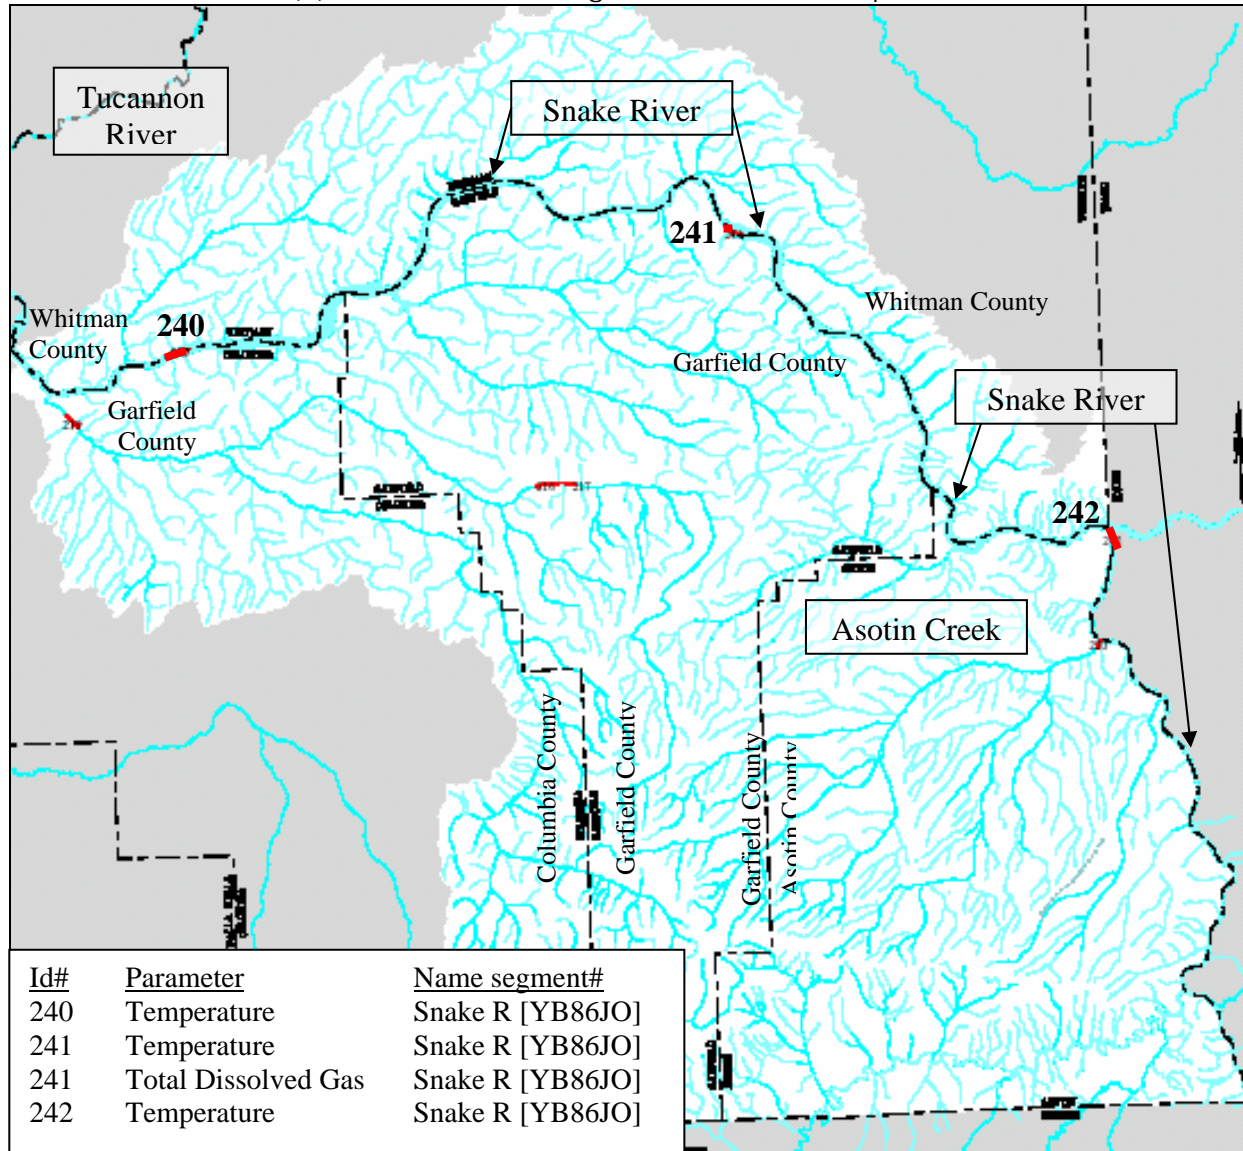 Tucannon
River
Snake River
241
Whitman County
Whitman
County
240
Garfield County
Snake River
Garfield
County
242
Asotin Creek
Columbia County
Garfield County
Garfield County
Asotin County
Id# Parameter Name segment#
240 Temperature Snake R [YB86JO]
241 Temperature Snake R [YB86JO]
241 Total Dissolved Gas Snake R [YB86JO]
242 Temperature Snake R [YB86JO]